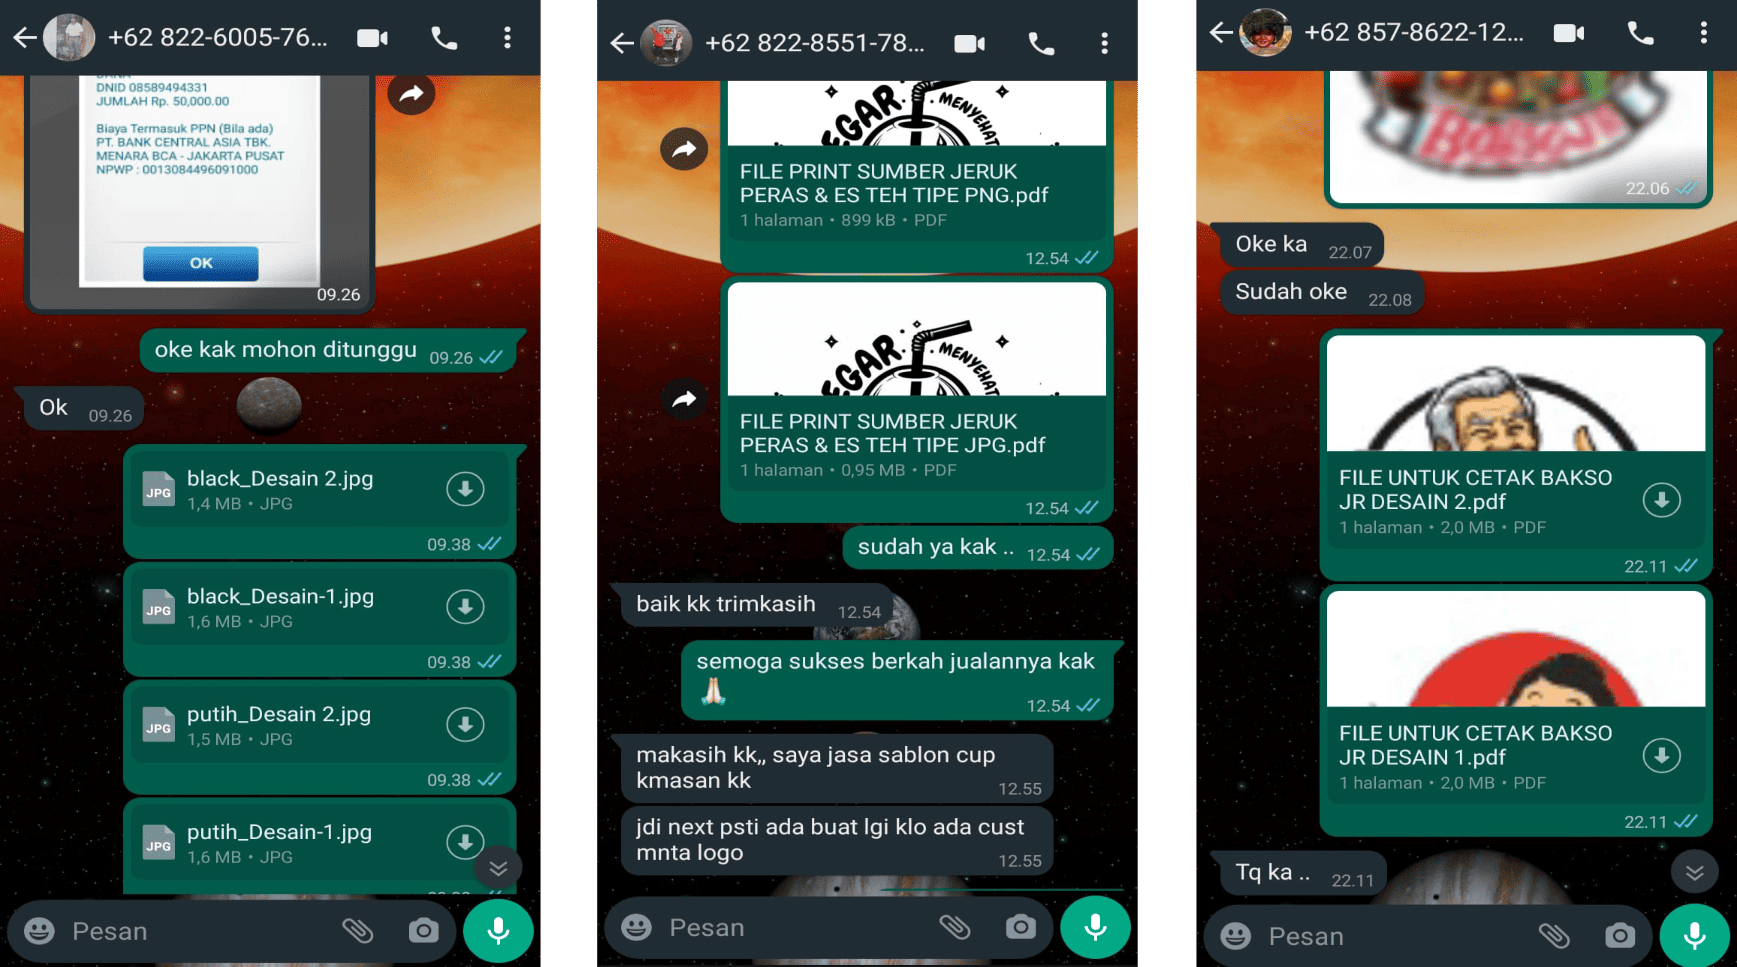 +62 822-6005-76...
DNID 08589494331
JUMLAH Rp. 50,000.00
Biaya Termasuk PPN (Bila ada)
PT. BANK CENTRAL ASIA TBK.
MENARA BCA - JAKARTA PUSAT
NPWP : 0013084496091000
OK
09.26
oke kak mohon ditunggu 09.26
Ok 09.26
JPG
black_Desain 2.jpg
1,4 MB • JPG
09.38
JPG
black_Desain-1.jpg
1,6 MB • JPG
09.38
JPG
putih_Desain 2.jpg
1,5 MB • JPG
09.38
JPG
putih_Desain-1.jpg
1,6 MB • JPG
Pesan
+62 822-8551-78...
EGAR. . MENYEHAT
FILE PRINT SUMBER JERUK
PERAS & ES TEH TIPE PNG.pdf
1 halaman • 899 kB • PDF
12.54
EGAR. . MENYEHAT
FILE PRINT SUMBER JERUK
PERAS & ES TEH TIPE JPG.pdf
1 halaman • 0,95 MB • PDF
12.54
sudah ya kak .. 12.54
baik kk trimkasih 12.54
semoga sukses berkah jualannya kak
🙏🏻
12.54
makasih kk,, saya jasa sablon cup
kmasan kk
12.55
jdi next psti ada buat lgi klo ada cust
mnta logo
12.55
Pesan
+62 857-8622-12...
22.06
Oke ka 22.07
Sudah oke 22.08
FILE UNTUK CETAK BAKSO
JR DESAIN 2.pdf
1 halaman • 2,0 MB • PDF
22.11
FILE UNTUK CETAK BAKSO
JR DESAIN 1.pdf
1 halaman • 2,0 MB • PDF
22.11
Tq ka .. 22.11
Pesan